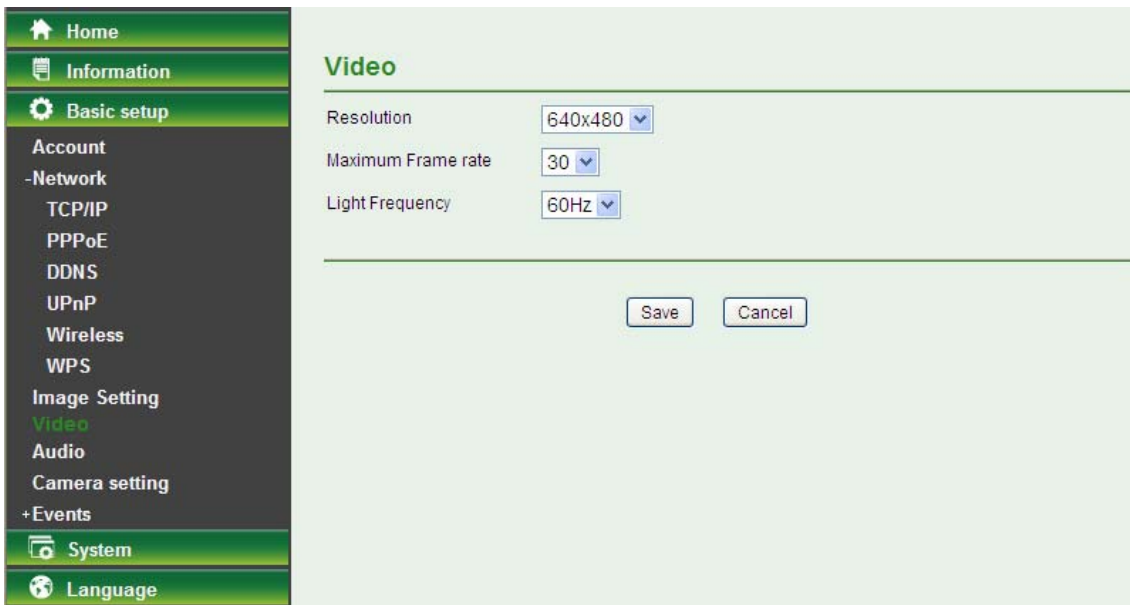 Home
Information
Basic setup
Account
-Network
TCP/IP
PPPoE
DDNS
UPnP
Wireless
WPS
Image Setting
Video
Audio
Camera setting
+Events
System
Language
Video
Resolution 640x480
Maximum Frame rate 30
Light Frequency 60Hz
Save Cancel